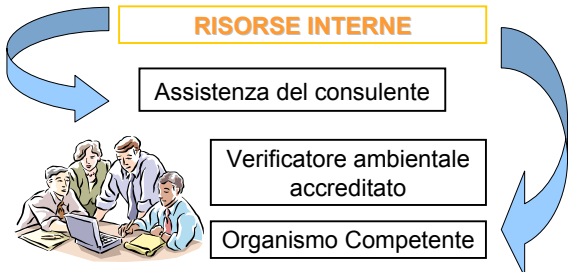 RISORSE INTERNE
Assistenza del consulente
Verificatore ambientale
accreditato
Organismo Competente